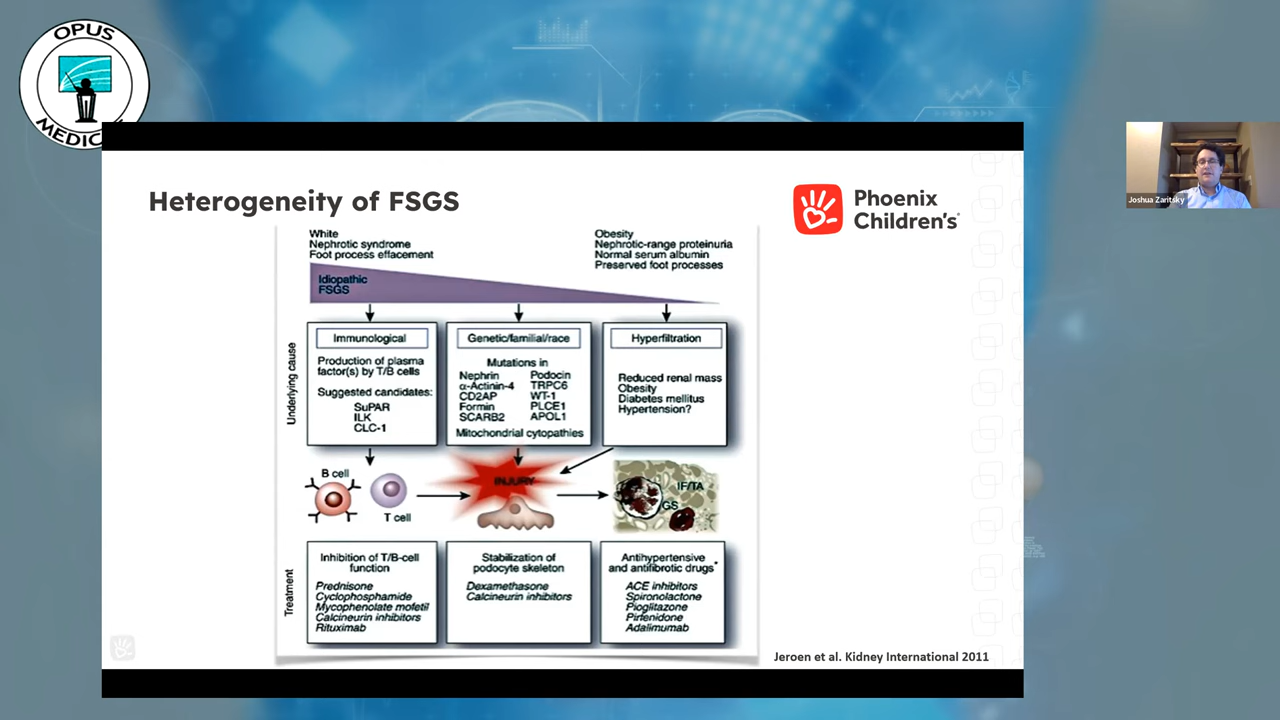 OPUS
MEDICU
Joshua Zaritsky
Heterogeneity of FSGS
Phoenix
Children's
White
Nephrotic syndrome
Foot process effacement
Obesity
Nephrotic-range proteinuria
Normal serum albumin
Preserved foot processes
Idiopathic
FSGS
Underlying cause
Immunological
Production of plasma
factor(s) by T/B cells
Suggested candidates:
SuPAR
ILK
CLC-1
Genetic/familial/race
Mutations in
Nephrin Podocin
α-Actinin-4 TRPC6
CD2AP WT-1
Formin PLCE1
SCARB2 APOL1
Mitochondrial cytopathies
Hyperfiltration
Reduced renal mass
Obesity
Diabetes mellitus
Hypertension?
B cell
T cell
INJURY
IF/TA
GS
Treatment
Inhibition of T/B-cell
function
Prednisone
Cyclophosphamide
Mycophenolate mofetil
Calcineurin inhibitors
Rituximab
Stabilization of
podocyte skeleton
Dexamethasone
Calcineurin inhibitors
Antihypertensive
and antifibrotic drugs*
ACE inhibitors
Spironolactone
Pioglitazone
Pirfenidone
Adalimumab
Jeroen et al. Kidney International 2011